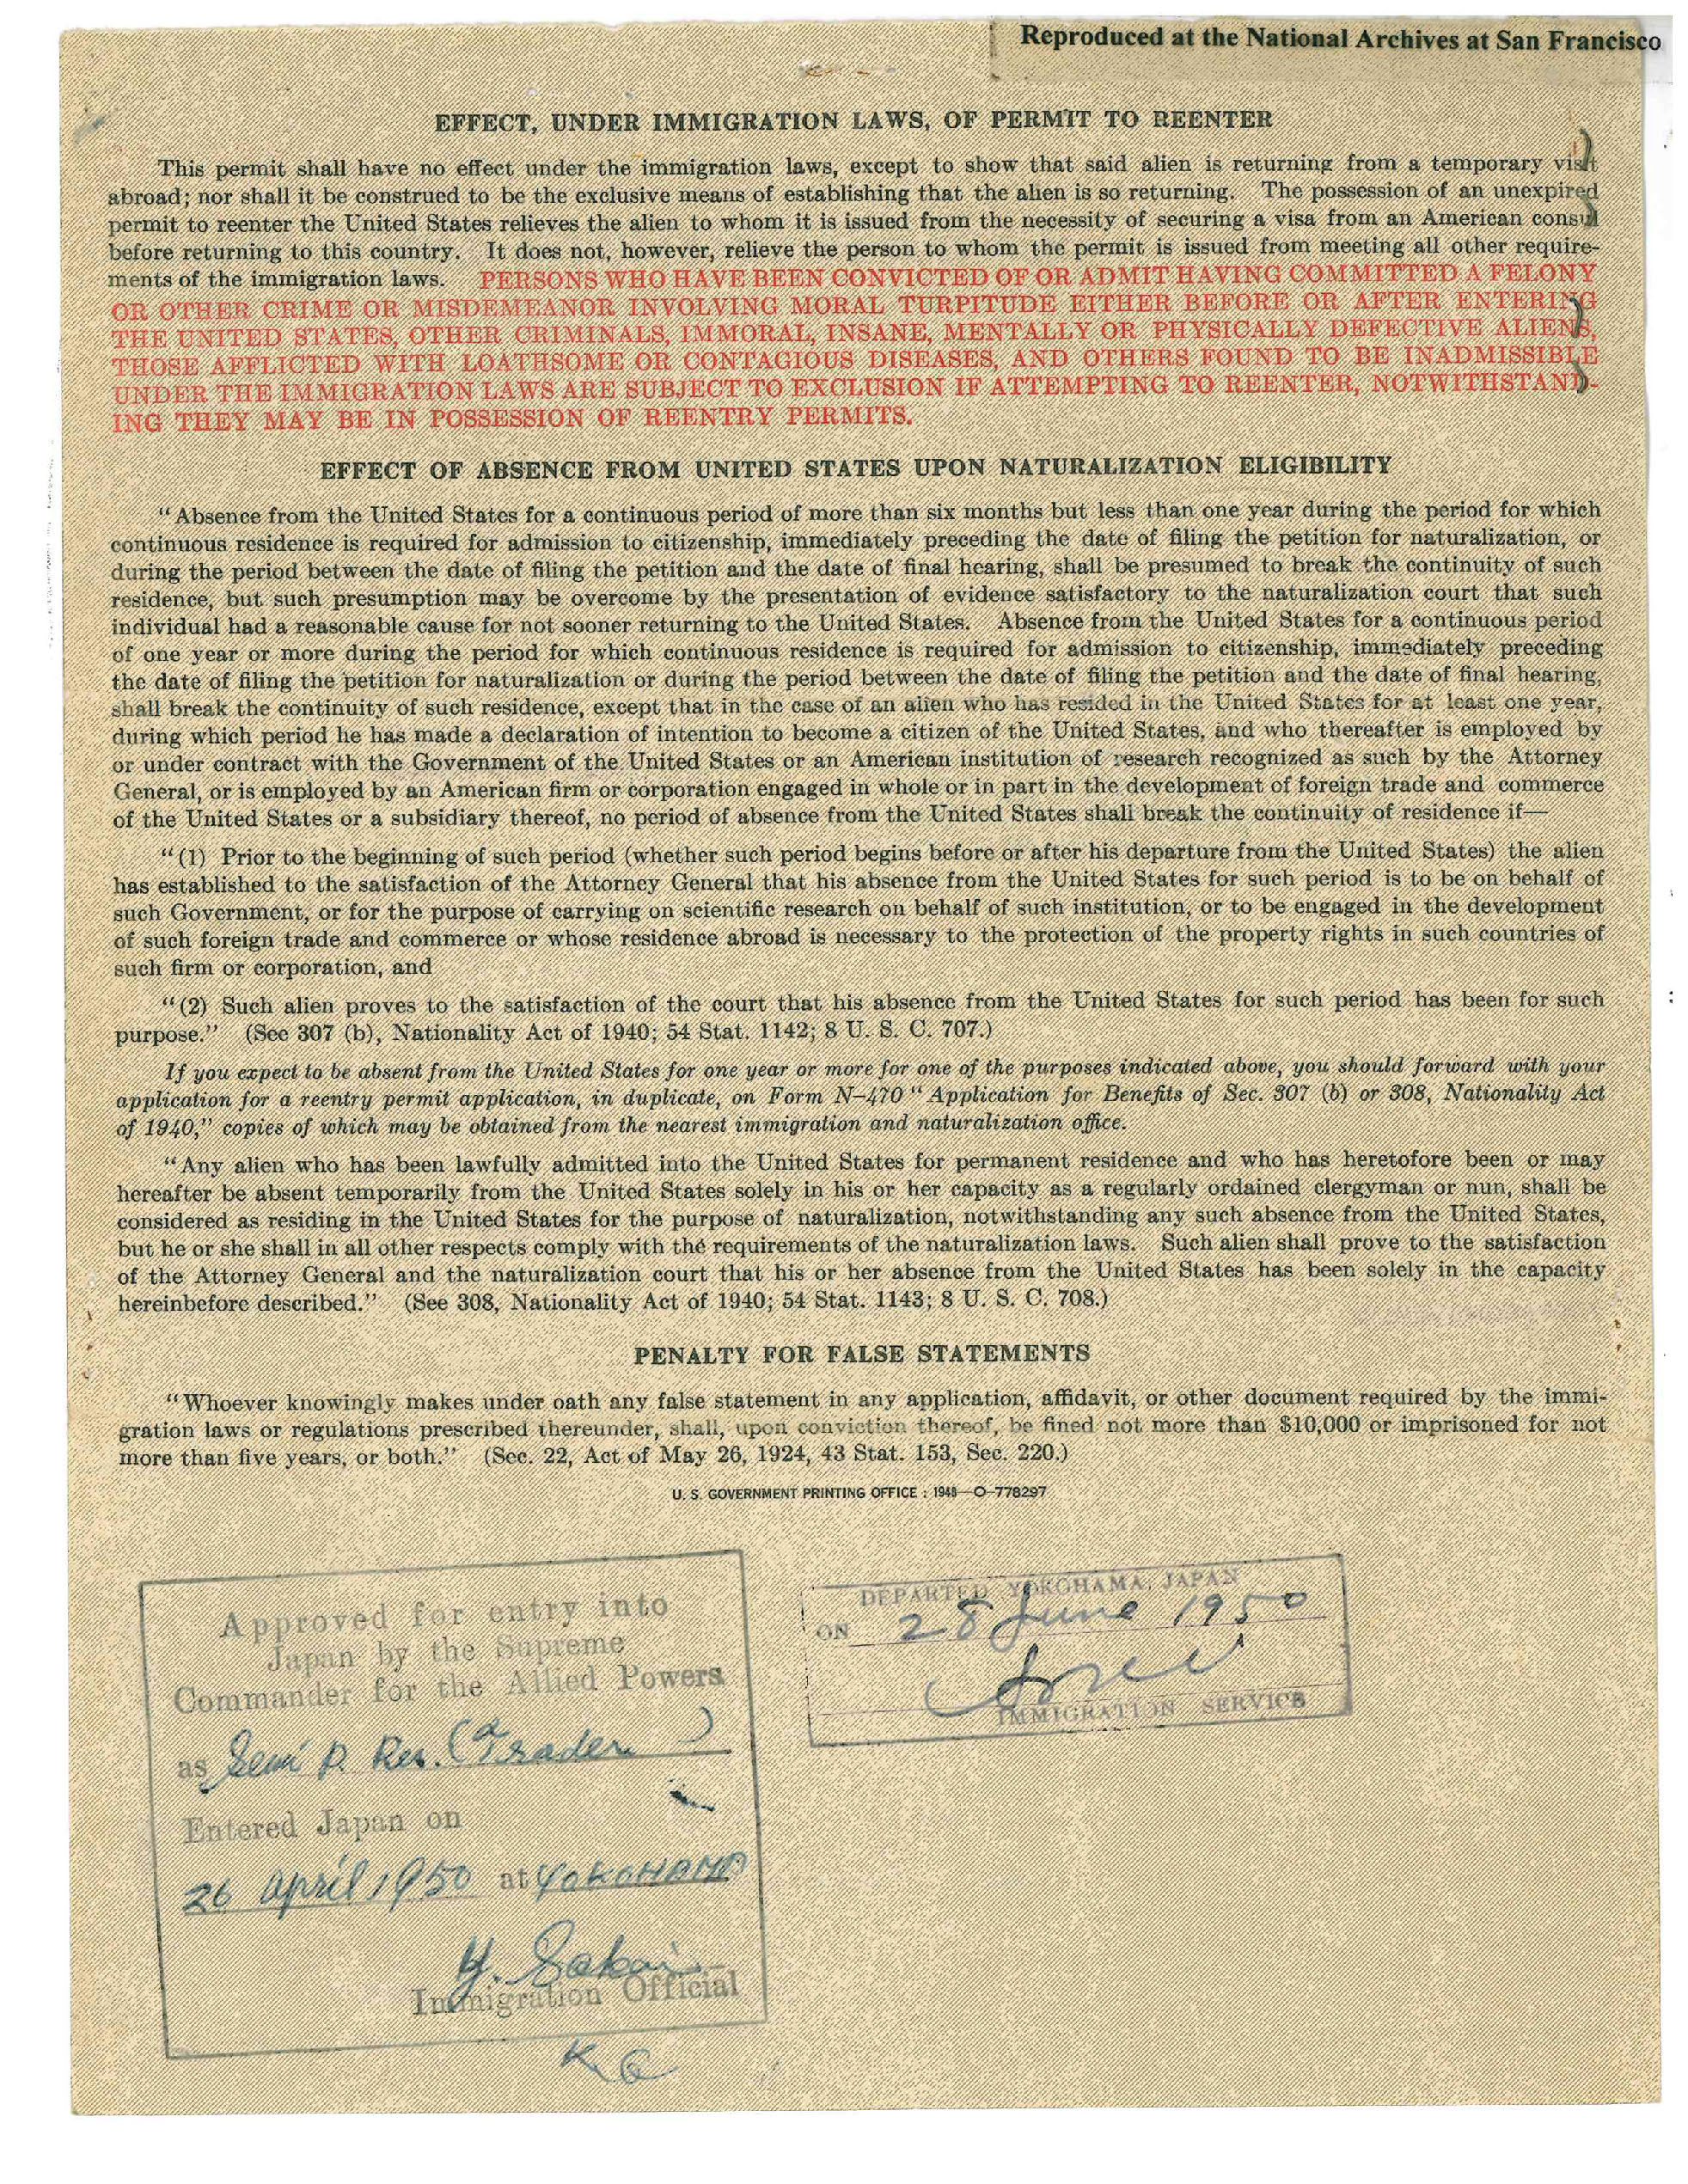 Reproduced at the National Archives at San Francisco
EFFECT, UNDER IMMIGRATION LAWS, OF PERMIT TO REENTER
This permit shall have no effect under the immigration laws, except to show that said alien is returning from a temporary visit
abroad; nor shall it be construed to be the exclusive means of establishing that the alien is so returning. The possession of an unexpired
permit to reenter the United States relieves the alien to whom it is issued from the necessity of securing a visa from an American consul
before returning to this country. It does not, however, relieve the person to whom the permit is issued from meeting all other require-
ments of the immigration laws. PERSONS WHO HAVE BEEN CONVICTED OF OR ADMIT HAVING COMMITTED A FELONY
OR OTHER CRIME OR MISDEMEANOR INVOLVING MORAL TURPITUDE EITHER BEFORE OR AFTER ENTERING
THE UNITED STATES, OTHER CRIMINALS, IMMORAL, INSANE, MENTALLY OR PHYSICALLY DEFECTIVE ALIENS,
THOSE AFFLICTED WITH LOATHSOME OR CONTAGIOUS DISEASES, AND OTHERS FOUND TO BE INADMISSIBLE
UNDER THE IMMIGRATION LAWS ARE SUBJECT TO EXCLUSION IF ATTEMPTING TO REENTER, NOTWITHSTAND-
ING THEY MAY BE IN POSSESSION OF REENTRY PERMITS.
EFFECT OF ABSENCE FROM UNITED STATES UPON NATURALIZATION ELIGIBILITY
"Absence from the United States for a continuous period of more than six months but less than one year during the period for which
continuous residence is required for admission to citizenship, immediately preceding the date of filing the petition for naturalization, or
during the period between the date of filing the petition and the date of final hearing, shall be presumed to break the continuity of such
residence, but such presumption may be overcome by the presentation of evidence satisfactory to the naturalization court that such
individual had a reasonable cause for not sooner returning to the United States. Absence from the United States for a continuous period
of one year or more during the period for which continuous residence is required for admission to citizenship, immediately preceding
the date of filing the petition for naturalization or during the period between the date of filing the petition and the date of final hearing,
shall break the continuity of such residence, except that in the case of an alien who has resided in the United States for at least one year,
during which period he has made a declaration of intention to become a citizen of the United States, and who thereafter is employed by
or under contract with the Government of the United States or an American institution of research recognized as such by the Attorney
General, or is employed by an American firm or corporation engaged in whole or in part in the development of foreign trade and commerce
of the United States or a subsidiary thereof, no period of absence from the United States shall break the continuity of residence if—
"(1) Prior to the beginning of such period (whether such period begins before or after his departure from the United States) the alien
has established to the satisfaction of the Attorney General that his absence from the United States for such period is to be on behalf of
such Government, or for the purpose of carrying on scientific research on behalf of such institution, or to be engaged in the development
of such foreign trade and commerce or whose residence abroad is necessary to the protection of the property rights in such countries of
such firm or corporation, and
"(2) Such alien proves to the satisfaction of the court that his absence from the United States for such period has been for such
purpose." (Sec 307 (b), Nationality Act of 1940; 54 Stat. 1142; 8 U. S. C. 707.)
If you expect to be absent from the United States for one year or more for one of the purposes indicated above, you should forward with your
application for a reentry permit application, in duplicate, on Form N-470 "Application for Benefits of Sec. 307 (b) or 308, Nationality Act
of 1940," copies of which may be obtained from the nearest immigration and naturalization office.
"Any alien who has been lawfully admitted into the United States for permanent residence and who has heretofore been or may
hereafter be absent temporarily from the United States solely in his or her capacity as a regularly ordained clergyman or nun, shall be
considered as residing in the United States for the purpose of naturalization, notwithstanding any such absence from the United States,
but he or she shall in all other respects comply with the requirements of the naturalization laws. Such alien shall prove to the satisfaction
of the Attorney General and the naturalization court that his or her absence from the United States has been solely in the capacity
hereinbefore described." (See 308, Nationality Act of 1940; 54 Stat. 1143; 8 U. S. C. 708.)
PENALTY FOR FALSE STATEMENTS
"Whoever knowingly makes under oath any false statement in any application, affidavit, or other document required by the immi-
gration laws or regulations prescribed thereunder, shall, upon conviction thereof, be fined not more than $10,000 or imprisoned for not
more than five years, or both." (Sec. 22, Act of May 26, 1924, 43 Stat. 153, Sec. 220.)
U. S. GOVERNMENT PRINTING OFFICE : 1948—O-778297
Approved for entry into
Japan by the Supreme
Commander for the Allied Powers
as Semi P. Res. (Trader)
Entered Japan on
26 April 1950 at YOKOHAMA
Y. Sakai
Immigration Official
DEPARTED YOKOHAMA, JAPAN
ON 28 June 1950
IMMIGRATION SERVICE